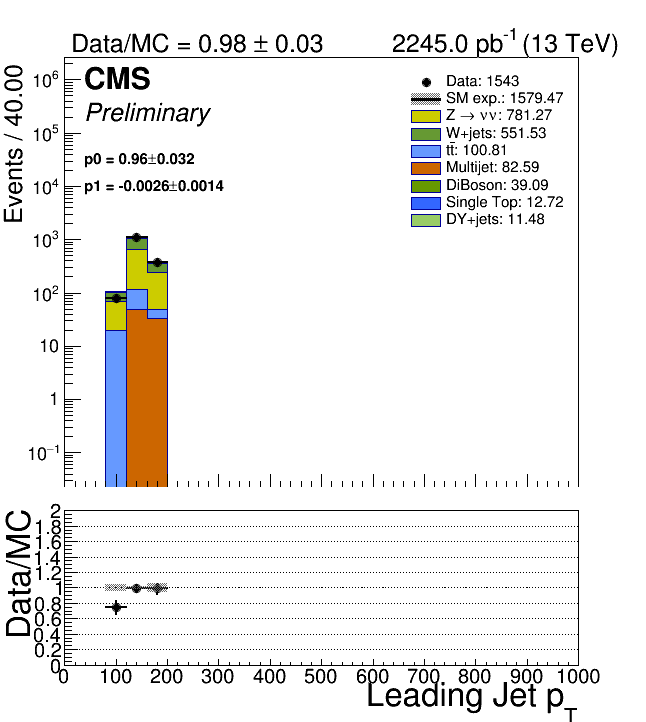 Data/MC = 0.98 ± 0.03 2245.0 pb⁻¹ (13 TeV)
CMS
Preliminary
p0 = 0.96±0.032
p1 = -0.0026±0.0014
Data: 1543
SM exp.: 1579.47
Z → νν: 781.27
W+jets: 551.53
tt̄: 100.81
Multijet: 82.59
DiBoson: 39.09
Single Top: 12.72
DY+jets: 11.48
Events / 40.00
10⁶
10⁵
10⁴
10³
10²
10
1
10⁻¹
Data/MC
2
1.8
1.6
1.4
1.2
1
0.8
0.6
0.4
0.2
0
0 100 200 300 400 500 600 700 800 900 1000
Leading Jet p_T